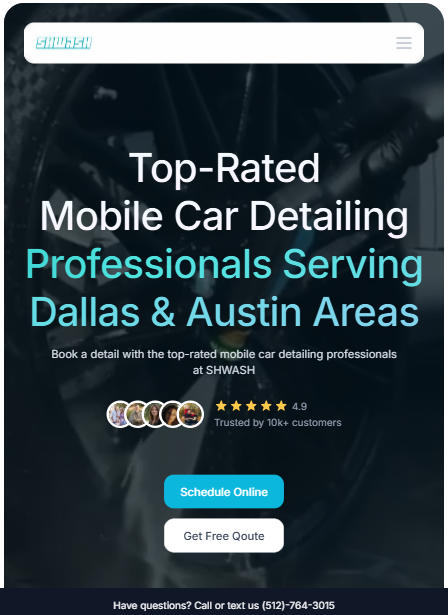 SHWASH
Top-Rated
Mobile Car Detailing
Professionals Serving
Dallas & Austin Areas
Book a detail with the top-rated mobile car detailing professionals
at SHWASH
4.9
Trusted by 10k+ customers
Schedule Online
Get Free Qoute
Have questions? Call or text us (512)-764-3015